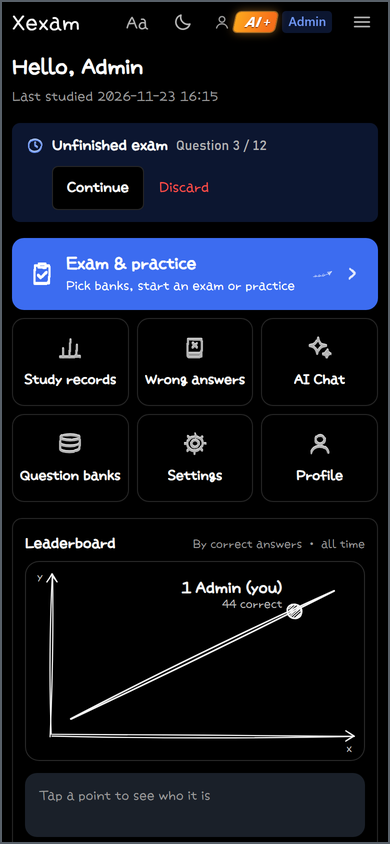 Xexam Aa AI+ Admin
Hello, Admin
Last studied 2026-11-23 16:15
Unfinished exam Question 3 / 12
Continue Discard
Exam & practice
Pick banks, start an exam or practice
Study records Wrong answers AI Chat
Question banks Settings Profile
Leaderboard By correct answers • all time
y
1 Admin (you)
44 correct
x
Tap a point to see who it is